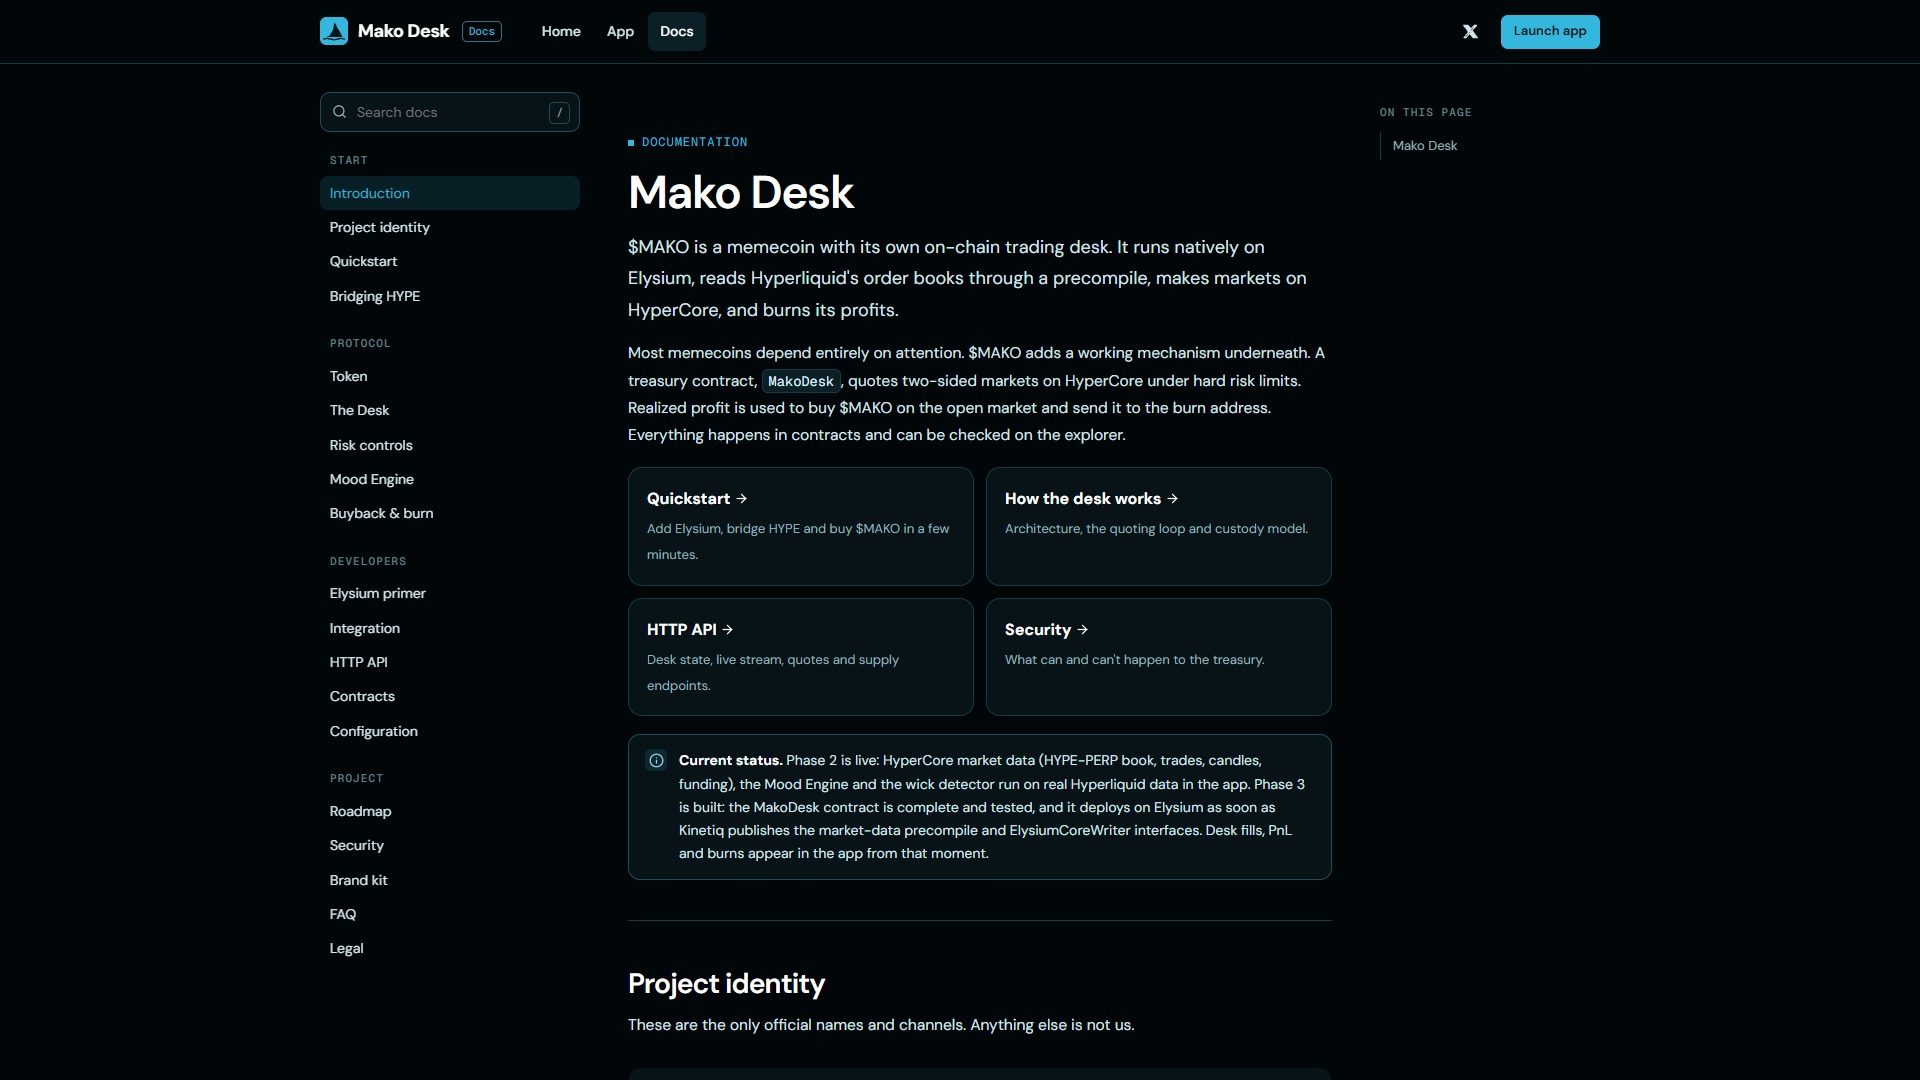 Mako Desk Docs Home App Docs Launch app
Search docs /
START
Introduction
Project identity
Quickstart
Bridging HYPE
PROTOCOL
Token
The Desk
Risk controls
Mood Engine
Buyback & burn
DEVELOPERS
Elysium primer
Integration
HTTP API
Contracts
Configuration
PROJECT
Roadmap
Security
Brand kit
FAQ
Legal
DOCUMENTATION
Mako Desk
$MAKO is a memecoin with its own on-chain trading desk. It runs natively on
Elysium, reads Hyperliquid's order books through a precompile, makes markets on
HyperCore, and burns its profits.
Most memecoins depend entirely on attention. $MAKO adds a working mechanism underneath. A
treasury contract, MakoDesk, quotes two-sided markets on HyperCore under hard risk limits.
Realized profit is used to buy $MAKO on the open market and send it to the burn address.
Everything happens in contracts and can be checked on the explorer.
Quickstart →
Add Elysium, bridge HYPE and buy $MAKO in a few
minutes.
How the desk works →
Architecture, the quoting loop and custody model.
HTTP API →
Desk state, live stream, quotes and supply
endpoints.
Security →
What can and can't happen to the treasury.
Current status. Phase 2 is live: HyperCore market data (HYPE-PERP book, trades, candles,
funding), the Mood Engine and the wick detector run on real Hyperliquid data in the app. Phase 3
is built: the MakoDesk contract is complete and tested, and it deploys on Elysium as soon as
Kinetiq publishes the market-data precompile and ElysiumCoreWriter interfaces. Desk fills, PnL
and burns appear in the app from that moment.
Project identity
These are the only official names and channels. Anything else is not us.
ON THIS PAGE
Mako Desk